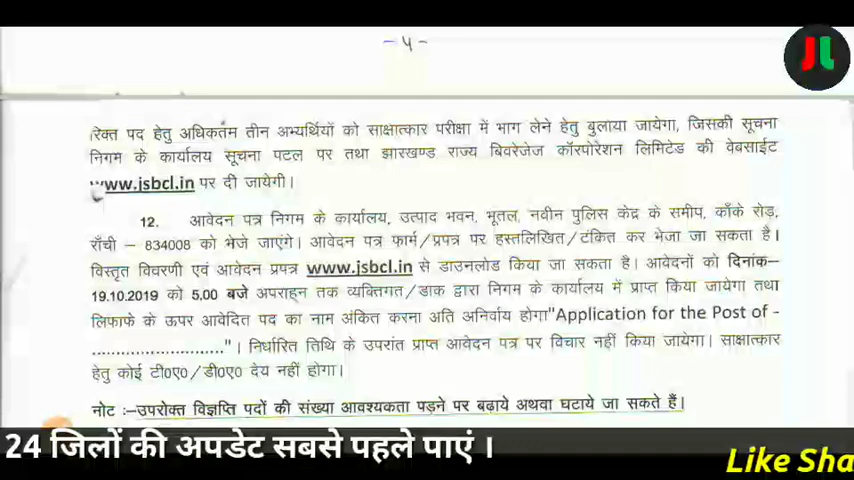 - ५ -
JL
रिक्त पद हेतु अधिकतम तीन अभ्यर्थियों को साक्षात्कार परीक्षा में भाग लेने हेतु बुलाया जायेगा, जिसकी सूचना
निगम के कार्यालय सूचना पटल पर तथा झारखण्ड राज्य बिवरेजेज कॉरपोरेशन लिमिटेड की वेबसाईट
www.jsbcl.in पर दी जायेगी।
12. आवेदन पत्र निगम के कार्यालय, उत्पाद भवन, भूतल, नवीन पुलिस केंद्र के समीप, काँके रोड़,
राँची – 834008 को भेजे जाएंगे। आवेदन पत्र फार्म/प्रपत्र पर हस्तलिखित/टंकित कर भेजा जा सकता है।
विस्तृत विवरणी एवं आवेदन प्रपत्र www.jsbcl.in से डाउनलोड किया जा सकता है। आवेदनों को दिनांक–
19.10.2019 को 5.00 बजे अपराहन तक व्यक्तिगत/डाक द्वारा निगम के कार्यालय में प्राप्त किया जायेगा तथा
लिफाफे के ऊपर आवेदित पद का नाम अंकित करना अति अनिर्वाय होगा"Application for the Post of -
............................"। निर्धारित तिथि के उपरांत प्राप्त आवेदन पत्र पर विचार नहीं किया जाएगा। साक्षात्कार
हेतु कोई टी०ए०/डी०ए० देय नहीं होगा।
नोट :–उपरोक्त विज्ञप्ति पदों की संख्या आवश्यकता पड़ने पर बढ़ाये अथवा घटाये जा सकते हैं।
24 जिलों की अपडेट सबसे पहले पाएं ।
Like Sha